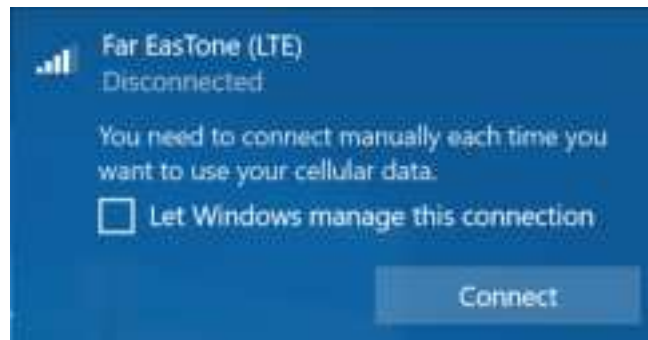 Far EasTone (LTE)
Disconnected
You need to connect manually each time you
want to use your cellular data.
Let Windows manage this connection
Connect